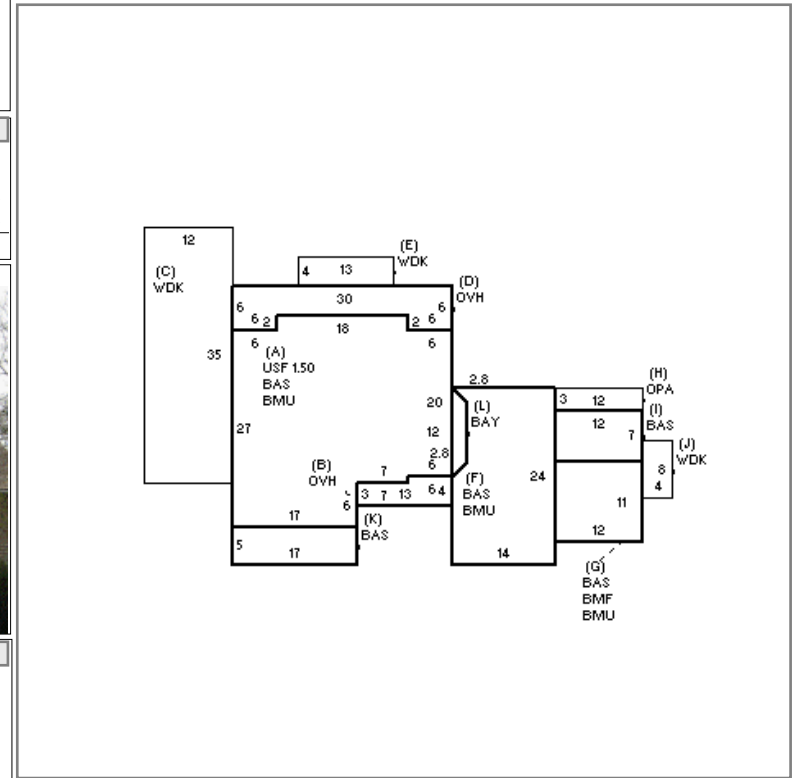 12
(C)
WDK
35
(E)
WDK
4 13
(D)
OVH
30
6 6
6 2 2 6
18
6 6
(A)
USF 1.50
BAS
BMU
27
20
12
2.8
2.8
(L)
BAY
(H)
OPA
3 12
(I)
BAS
12
7
(J)
WDK
8
4
24
11
12
(B)
OVH
7 6
3 7 13 6 4
6
(F)
BAS
BMU
17
(K)
BAS
5
17
14
(G)
BAS
BMF
BMU